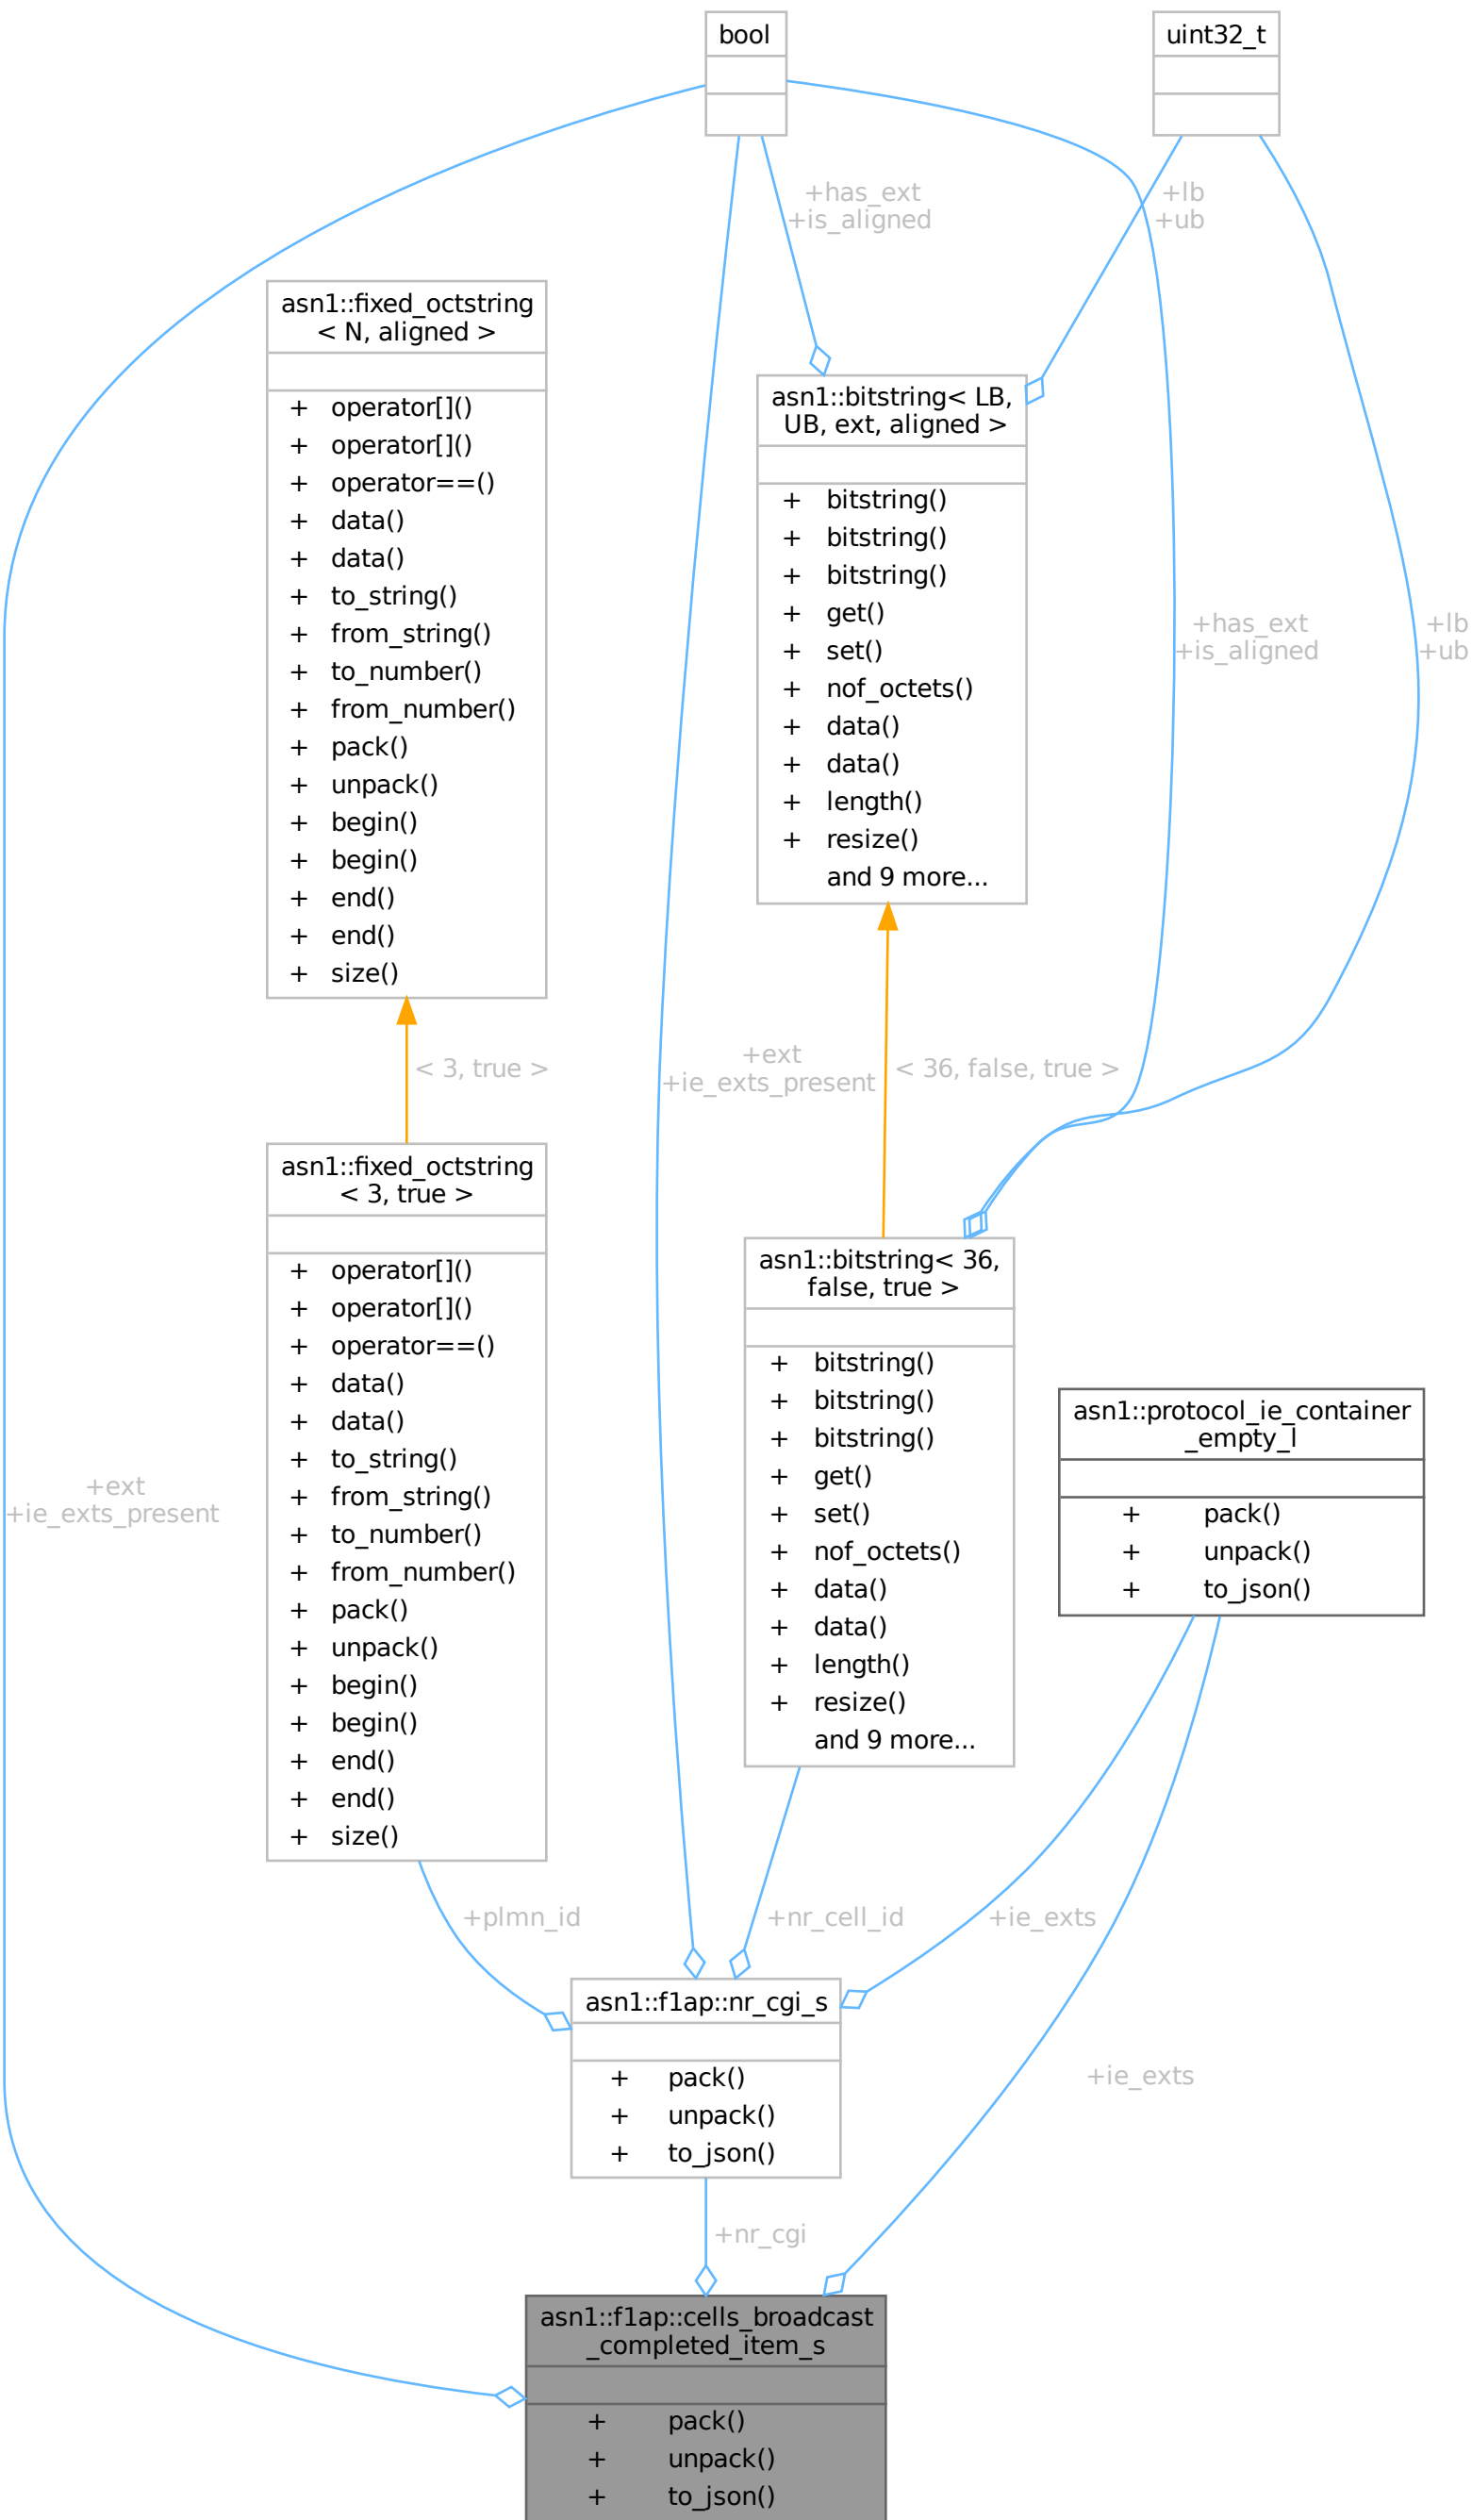 bool
uint32_t
+has_ext
+is_aligned
+lb
+ub
asn1::fixed_octstring
< N, aligned >
+ operator[]()
+ operator[]()
+ operator==()
+ data()
+ data()
+ to_string()
+ from_string()
+ to_number()
+ from_number()
+ pack()
+ unpack()
+ begin()
+ begin()
+ end()
+ end()
+ size()
asn1::bitstring< LB,
UB, ext, aligned >
+ bitstring()
+ bitstring()
+ bitstring()
+ get()
+ set()
+ nof_octets()
+ data()
+ data()
+ length()
+ resize()
and 9 more...
+has_ext
+is_aligned
+lb
+ub
< 3, true >
+ext
+ie_exts_present
< 36, false, true >
asn1::fixed_octstring
< 3, true >
+ operator[]()
+ operator[]()
+ operator==()
+ data()
+ data()
+ to_string()
+ from_string()
+ to_number()
+ from_number()
+ pack()
+ unpack()
+ begin()
+ begin()
+ end()
+ end()
+ size()
asn1::bitstring< 36,
false, true >
+ bitstring()
+ bitstring()
+ bitstring()
+ get()
+ set()
+ nof_octets()
+ data()
+ data()
+ length()
+ resize()
and 9 more...
asn1::protocol_ie_container
_empty_l
+ pack()
+ unpack()
+ to_json()
+ext
+ie_exts_present
+plmn_id
+nr_cell_id
+ie_exts
asn1::f1ap::nr_cgi_s
+ pack()
+ unpack()
+ to_json()
+ie_exts
+nr_cgi
asn1::f1ap::cells_broadcast
_completed_item_s
+ pack()
+ unpack()
+ to_json()